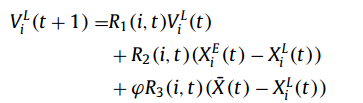 V_i^L(t + 1) =R_1(i, t)V_i^L(t)
+ R_2(i, t)(X_i^E(t) − X_i^L(t))
+ φR_3(i, t)(X̄(t) − X_i^L(t))